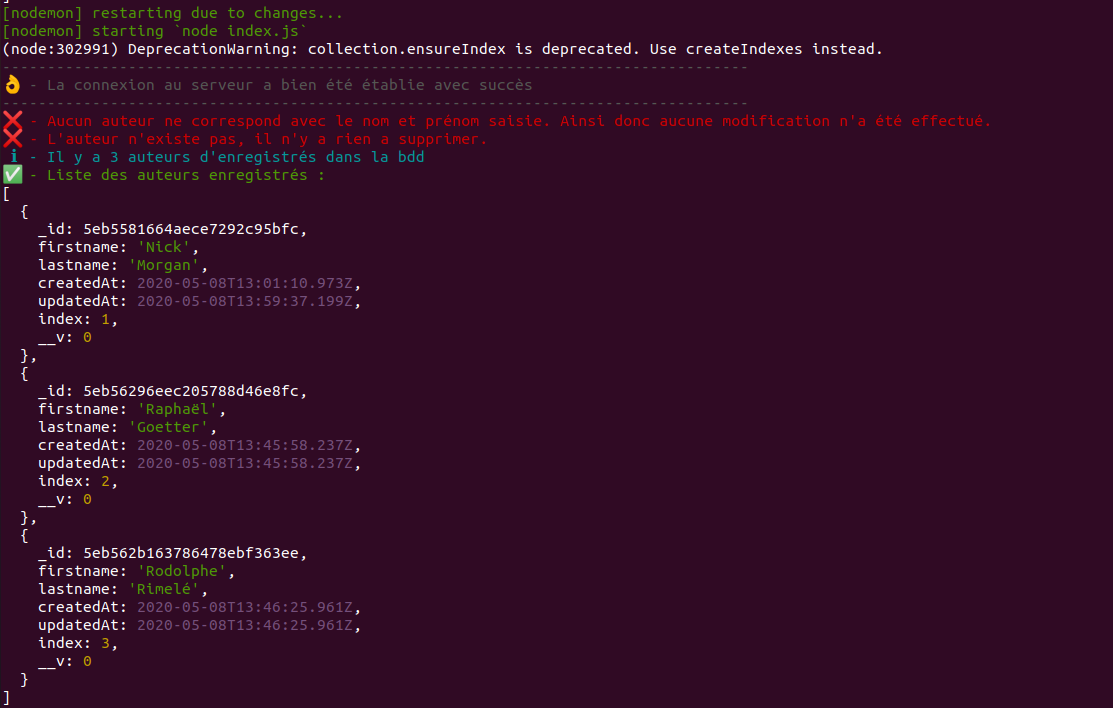 [nodemon] restarting due to changes...
[nodemon] starting `node index.js`
(node:302991) DeprecationWarning: collection.ensureIndex is deprecated. Use createIndexes instead.
-----------------------------------------------------------------------------------
👌 - La connexion au serveur a bien été établie avec succès
-----------------------------------------------------------------------------------
❌ - Aucun auteur ne correspond avec le nom et prénom saisie. Ainsi donc aucune modification n'a été effectué.
❌ - L'auteur n'existe pas, il n'y a rien a supprimer.
ℹ - Il y a 3 auteurs d'enregistrés dans la bdd
✅ - Liste des auteurs enregistrés :
[
  {
    _id: 5eb5581664aece7292c95bfc,
    firstname: 'Nick',
    lastname: 'Morgan',
    createdAt: 2020-05-08T13:01:10.973Z,
    updatedAt: 2020-05-08T13:59:37.199Z,
    index: 1,
    __v: 0
  },
  {
    _id: 5eb56296eec205788d46e8fc,
    firstname: 'Raphaël',
    lastname: 'Goetter',
    createdAt: 2020-05-08T13:45:58.237Z,
    updatedAt: 2020-05-08T13:45:58.237Z,
    index: 2,
    __v: 0
  },
  {
    _id: 5eb562b163786478ebf363ee,
    firstname: 'Rodolphe',
    lastname: 'Rimelé',
    createdAt: 2020-05-08T13:46:25.961Z,
    updatedAt: 2020-05-08T13:46:25.961Z,
    index: 3,
    __v: 0
  }
]